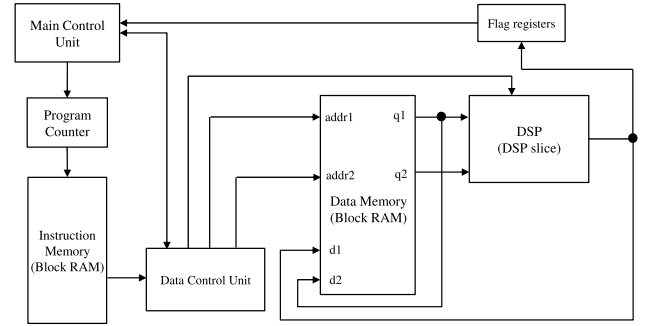 Main Control
Unit
Flag registers
Program
Counter
addr1
q1
DSP
(DSP slice)
addr2
q2
Data Memory
(Block RAM)
Instruction
Memory
(Block RAM)
d1
Data Control Unit
d2